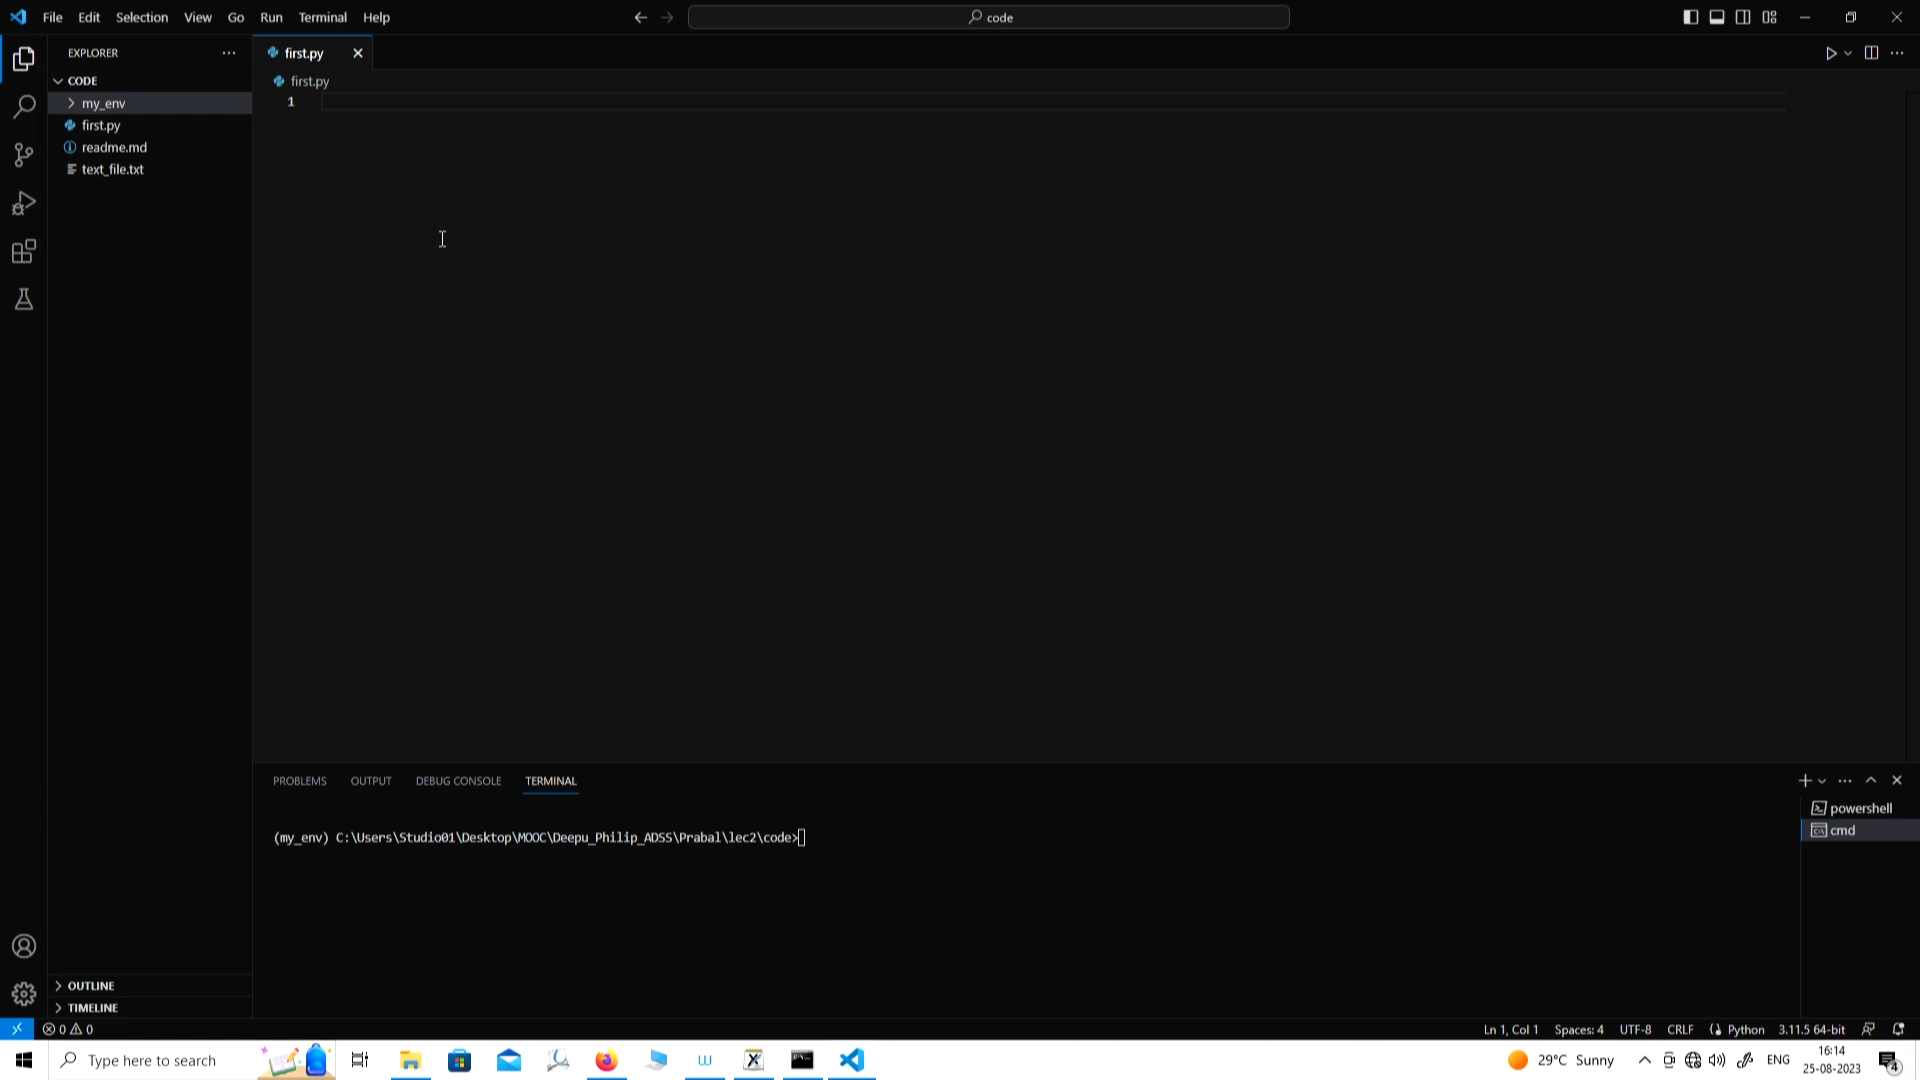 File Edit Selection View Go Run Terminal Help
code
EXPLORER
first.py
CODE
first.py
my_env
1
first.py
readme.md
text_file.txt
PROBLEMS OUTPUT DEBUG CONSOLE TERMINAL
powershell
cmd
(my_env) C:\Users\Studio01\Desktop\MOOC\Deepu_Philip_ADSS\Prabal\lec2\code>
OUTLINE
TIMELINE
0 0
Ln 1, Col 1 Spaces: 4 UTF-8 CRLF Python 3.11.5 64-bit
Type here to search
29°C Sunny
ENG
16:14
25-08-2023
4